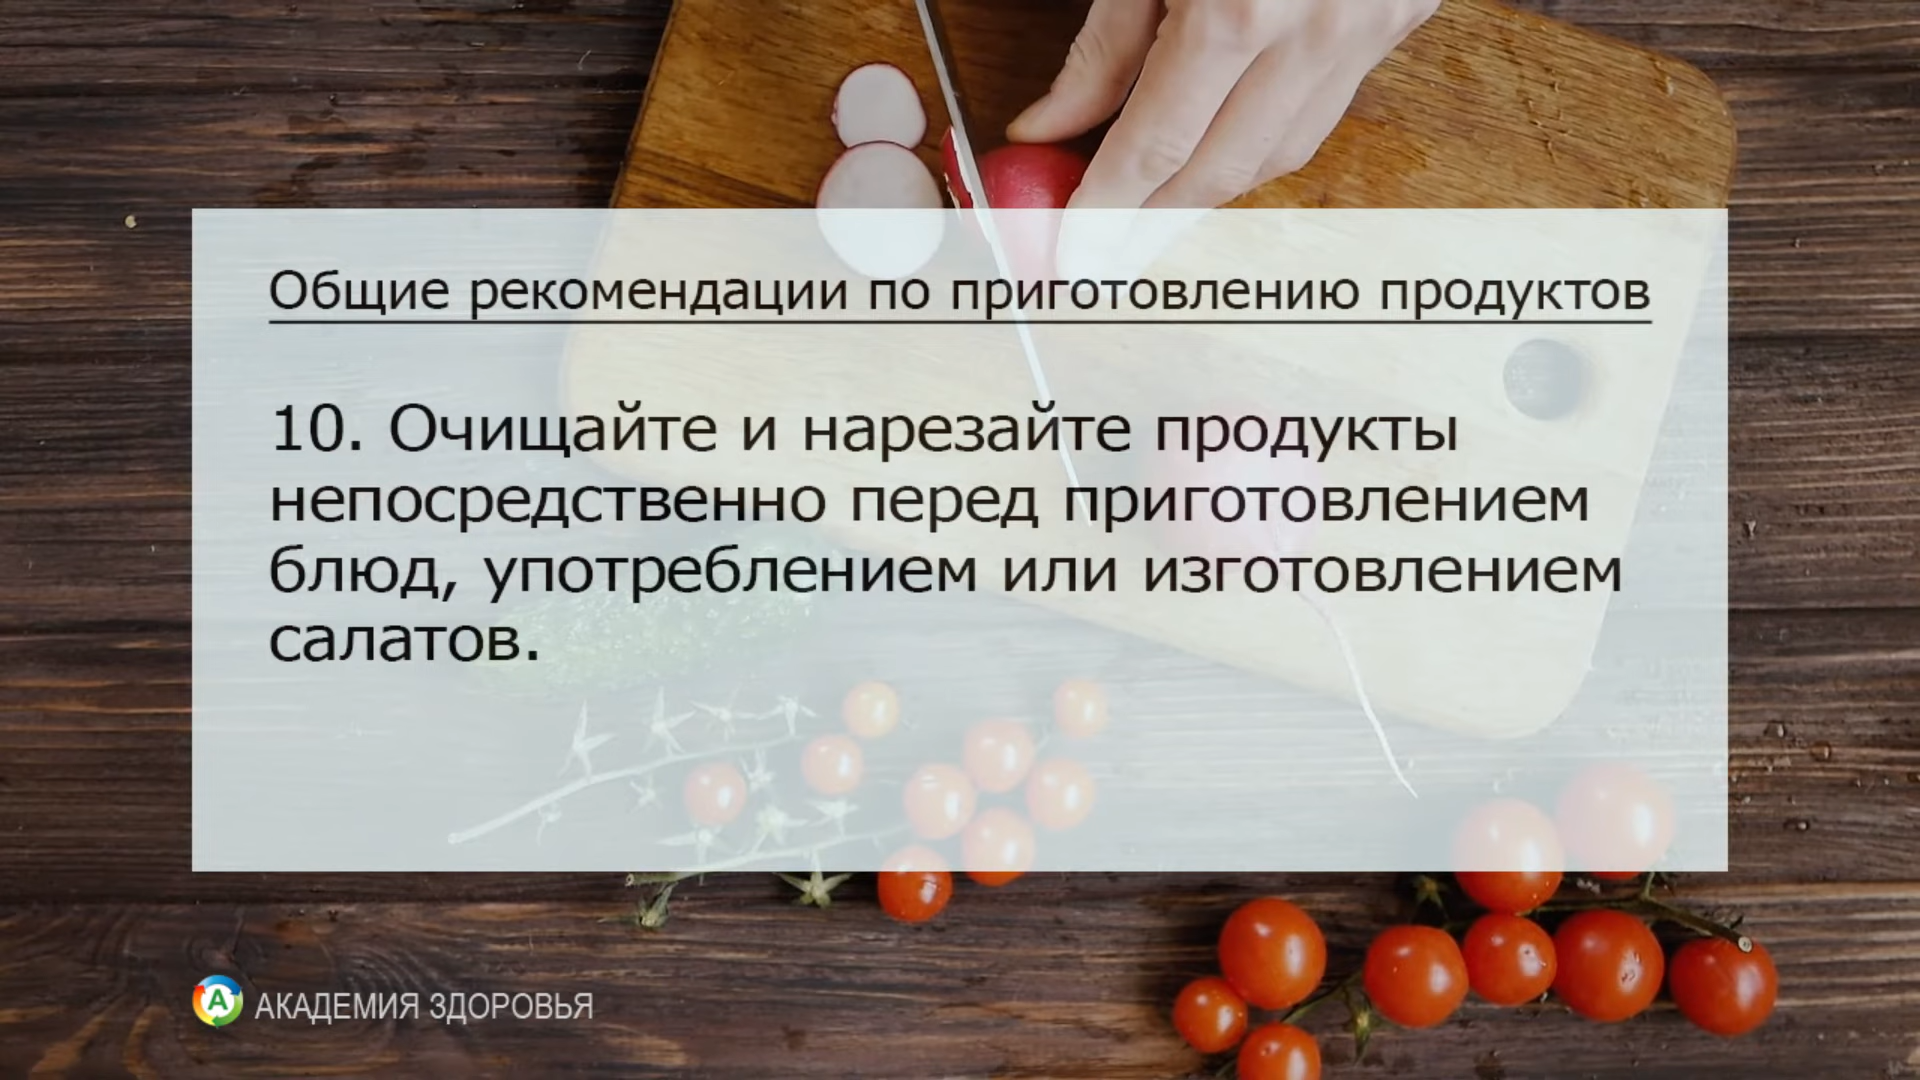 Общие рекомендации по приготовлению продуктов
10. Очищайте и нарезайте продукты
непосредственно перед приготовлением
блюд, употреблением или изготовлением
салатов.
А АКАДЕМИЯ ЗДОРОВЬЯ